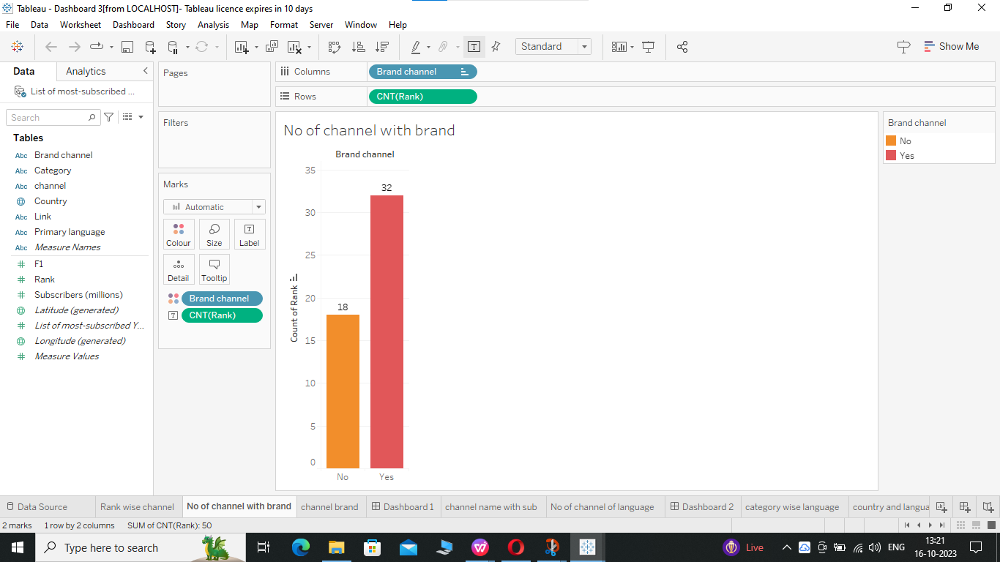 Tableau - Dashboard 3[from LOCALHOST]- Tableau licence expires in 10 days
File Data Worksheet Dashboard Story Analysis Map Format Server Window Help
Standard
Show Me
Data Analytics
List of most-subscribed ...
Search
Tables
Abc Brand channel
Abc Category
Abc channel
Country
Abc Link
Abc Primary language
Abc Measure Names
# F1
# Rank
# Subscribers (millions)
Latitude (generated)
# List of most-subscribed Y...
Longitude (generated)
# Measure Values
Pages
Filters
Marks
Automatic
Colour Size Label
Detail Tooltip
Brand channel
CNT(Rank)
Columns Brand channel
Rows CNT(Rank)
No of channel with brand
Brand channel
35
30
25
20
15
10
5
0
Count of Rank
18
32
No Yes
Brand channel
No
Yes
Data Source Rank wise channel No of channel with brand channel brand Dashboard 1 channel name with sub No of channel of language Dashboard 2 category wise language country and langua
2 marks 1 row by 2 columns SUM of CNT(Rank): 50
Type here to search
Live
ENG
13:21
16-10-2023